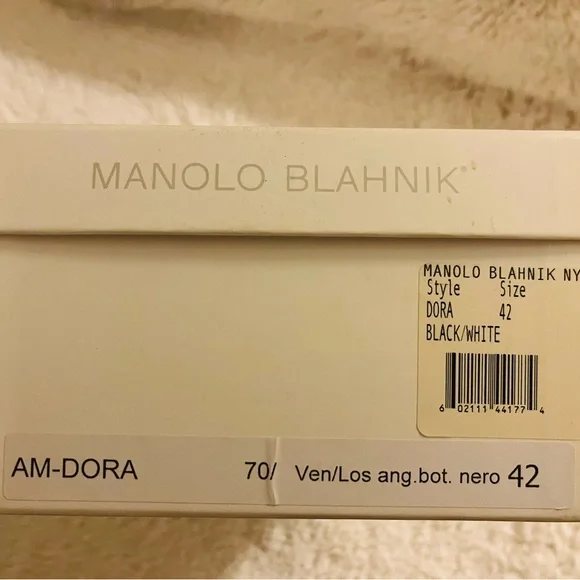 MANOLO BLAHNIK®
MANOLO BLAHNIK NY
Style Size
DORA 42
BLACK/WHITE
6 02111 44177 4
AM-DORA 70/ Ven/Los ang.bot. nero 42